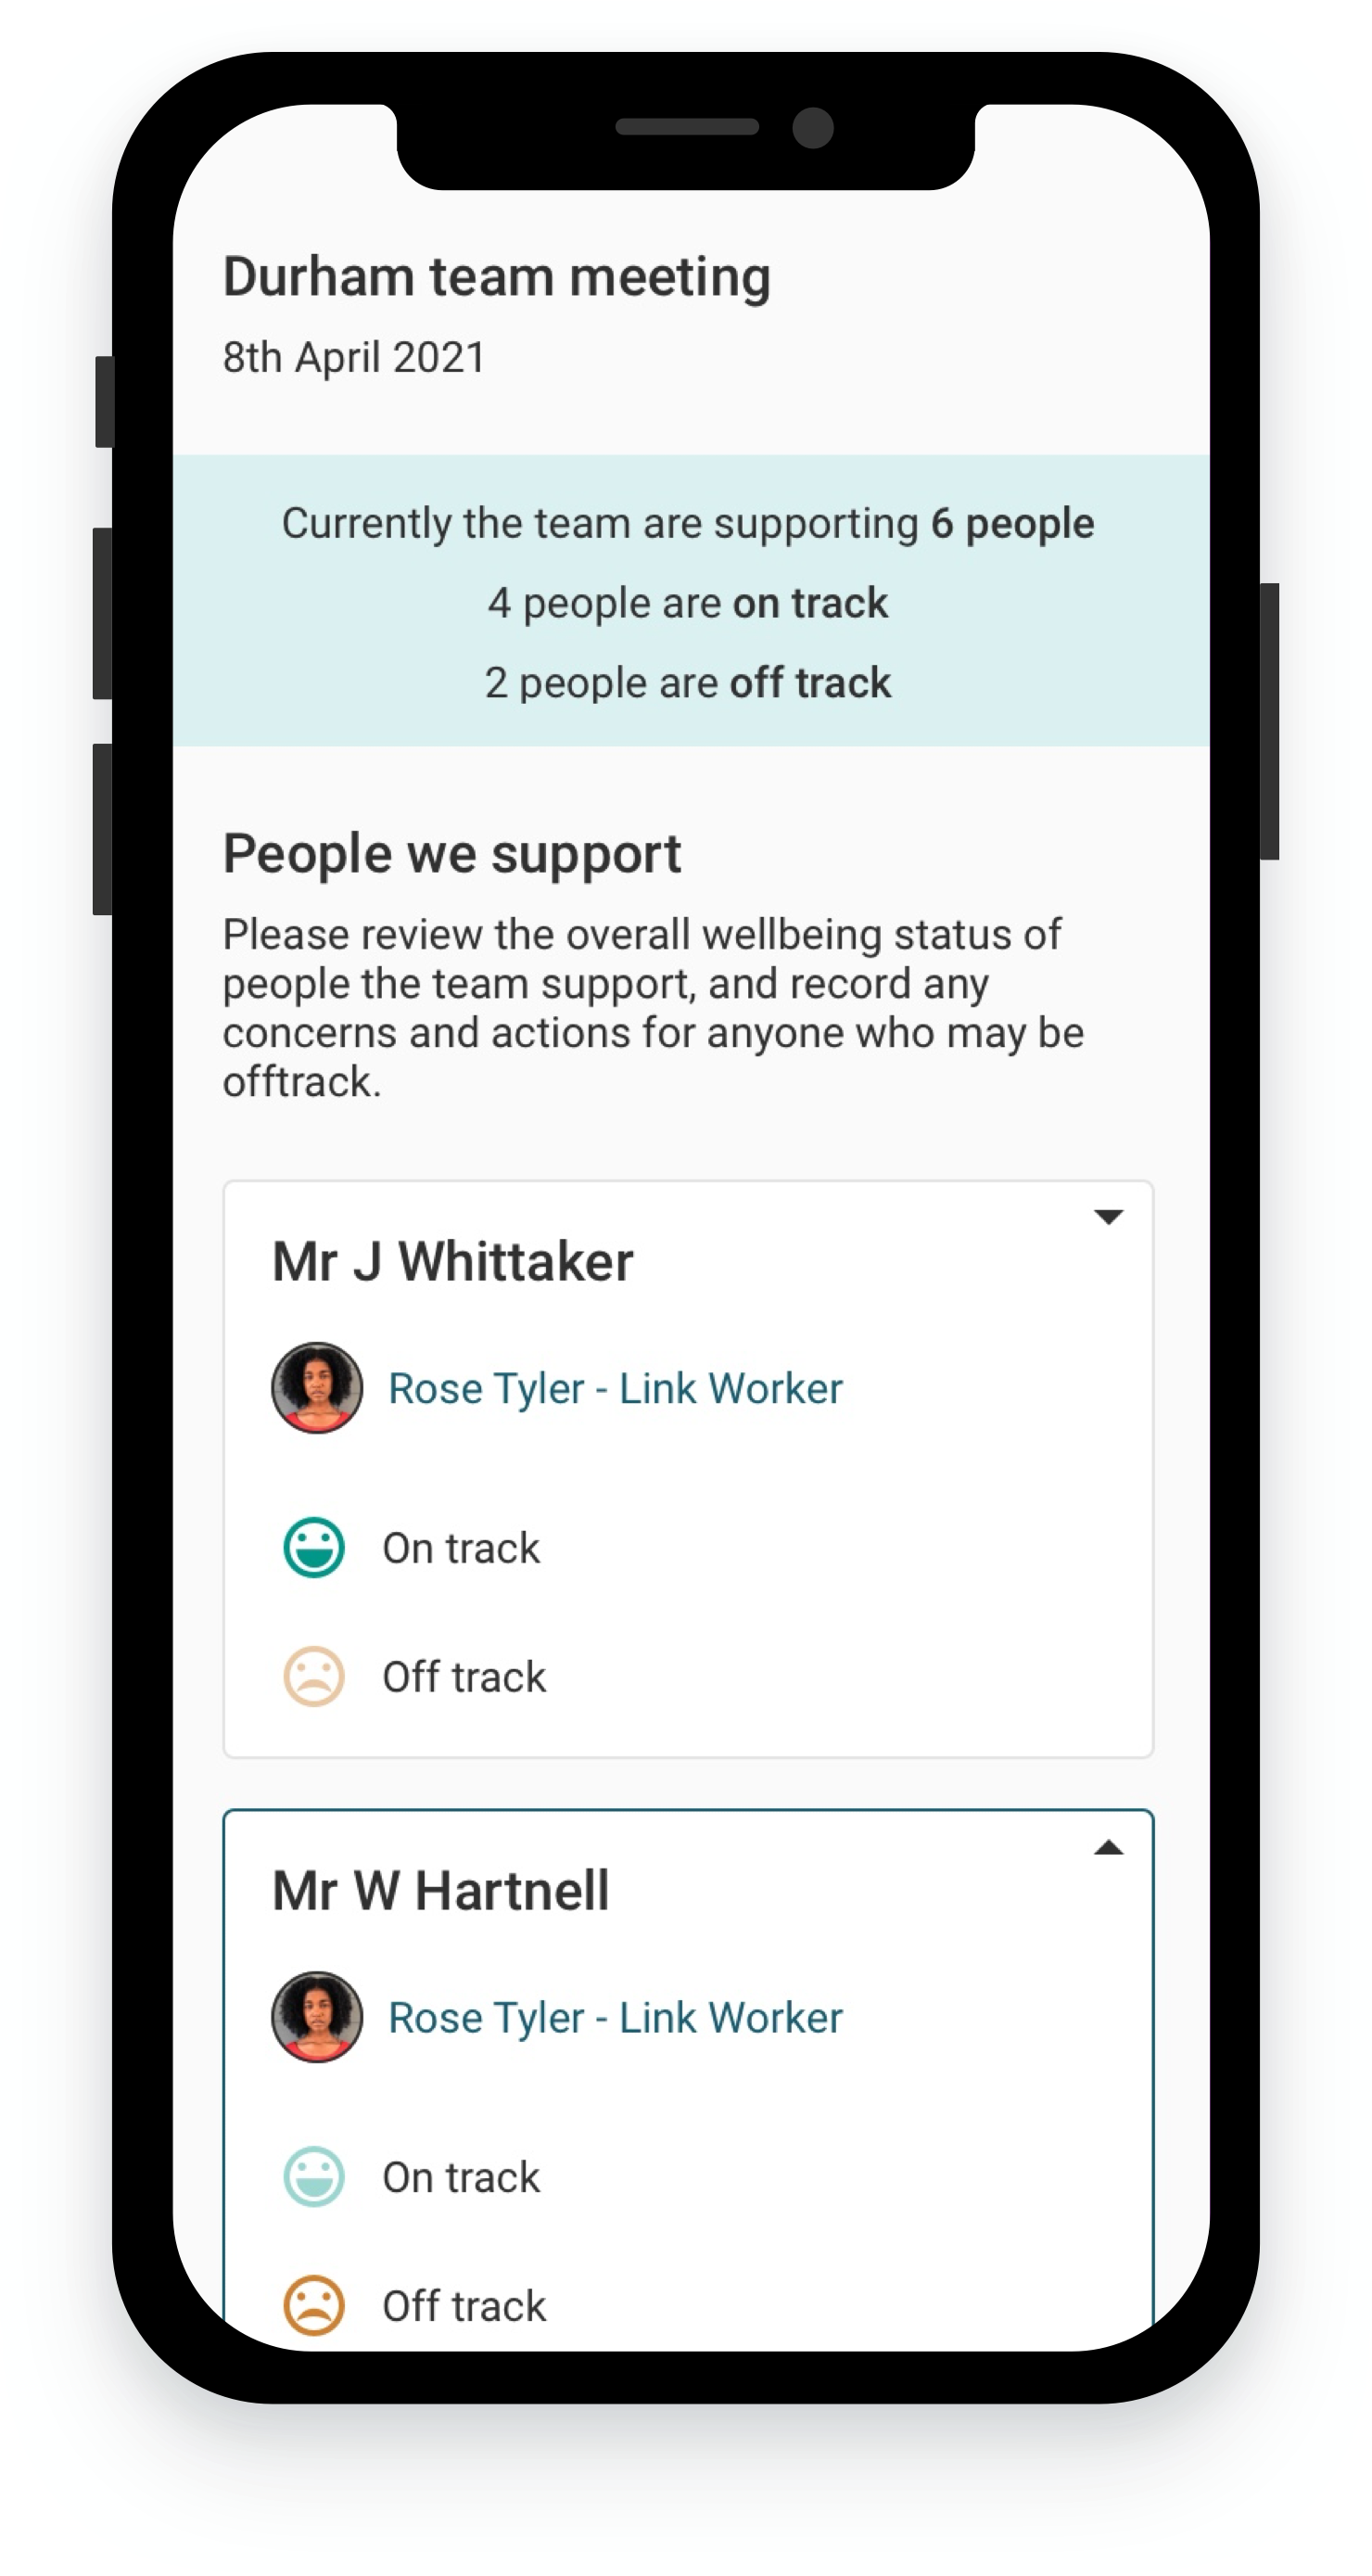 Durham team meeting
8th April 2021
Currently the team are supporting 6 people
4 people are on track
2 people are off track
People we support
Please review the overall wellbeing status of
people the team support, and record any
concerns and actions for anyone who may be
offtrack.
Mr J Whittaker
Rose Tyler - Link Worker
On track
Off track
Mr W Hartnell
Rose Tyler - Link Worker
On track
Off track